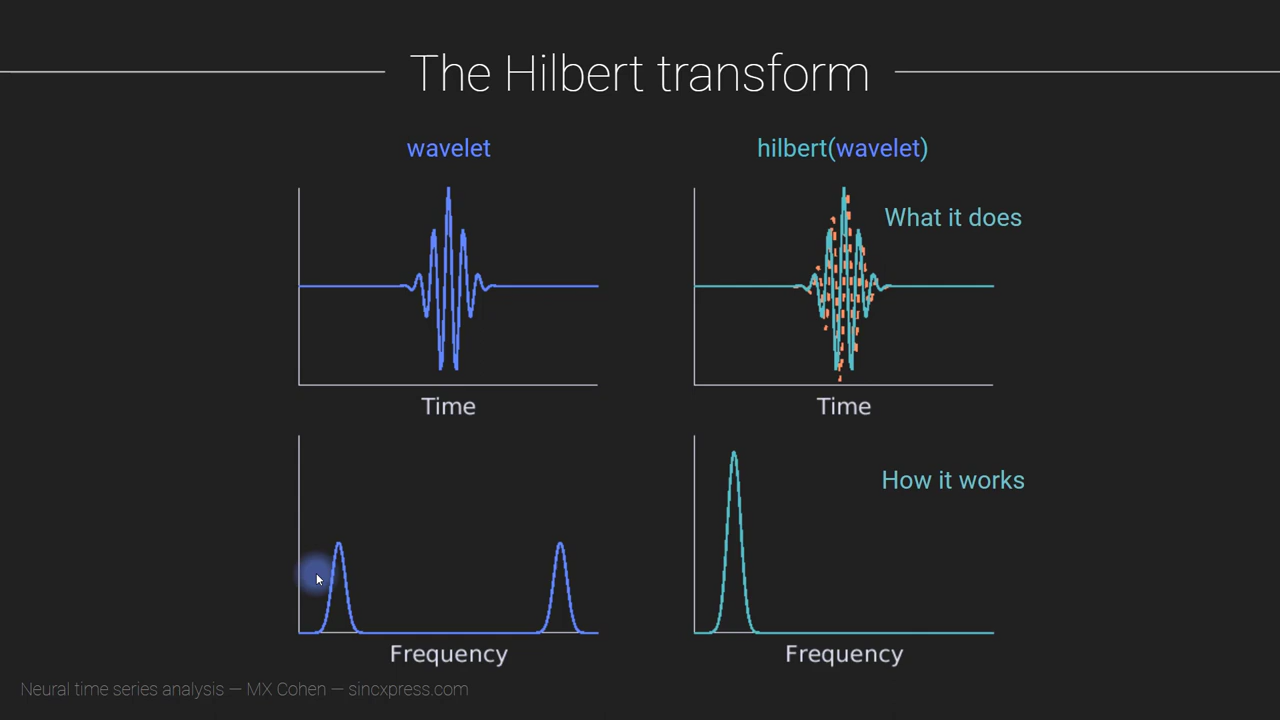 The Hilbert transform
wavelet
hilbert(wavelet)
What it does
Time
Time
How it works
Frequency
Frequency
Neural time series analysis — MX Cohen — sincxpress.com